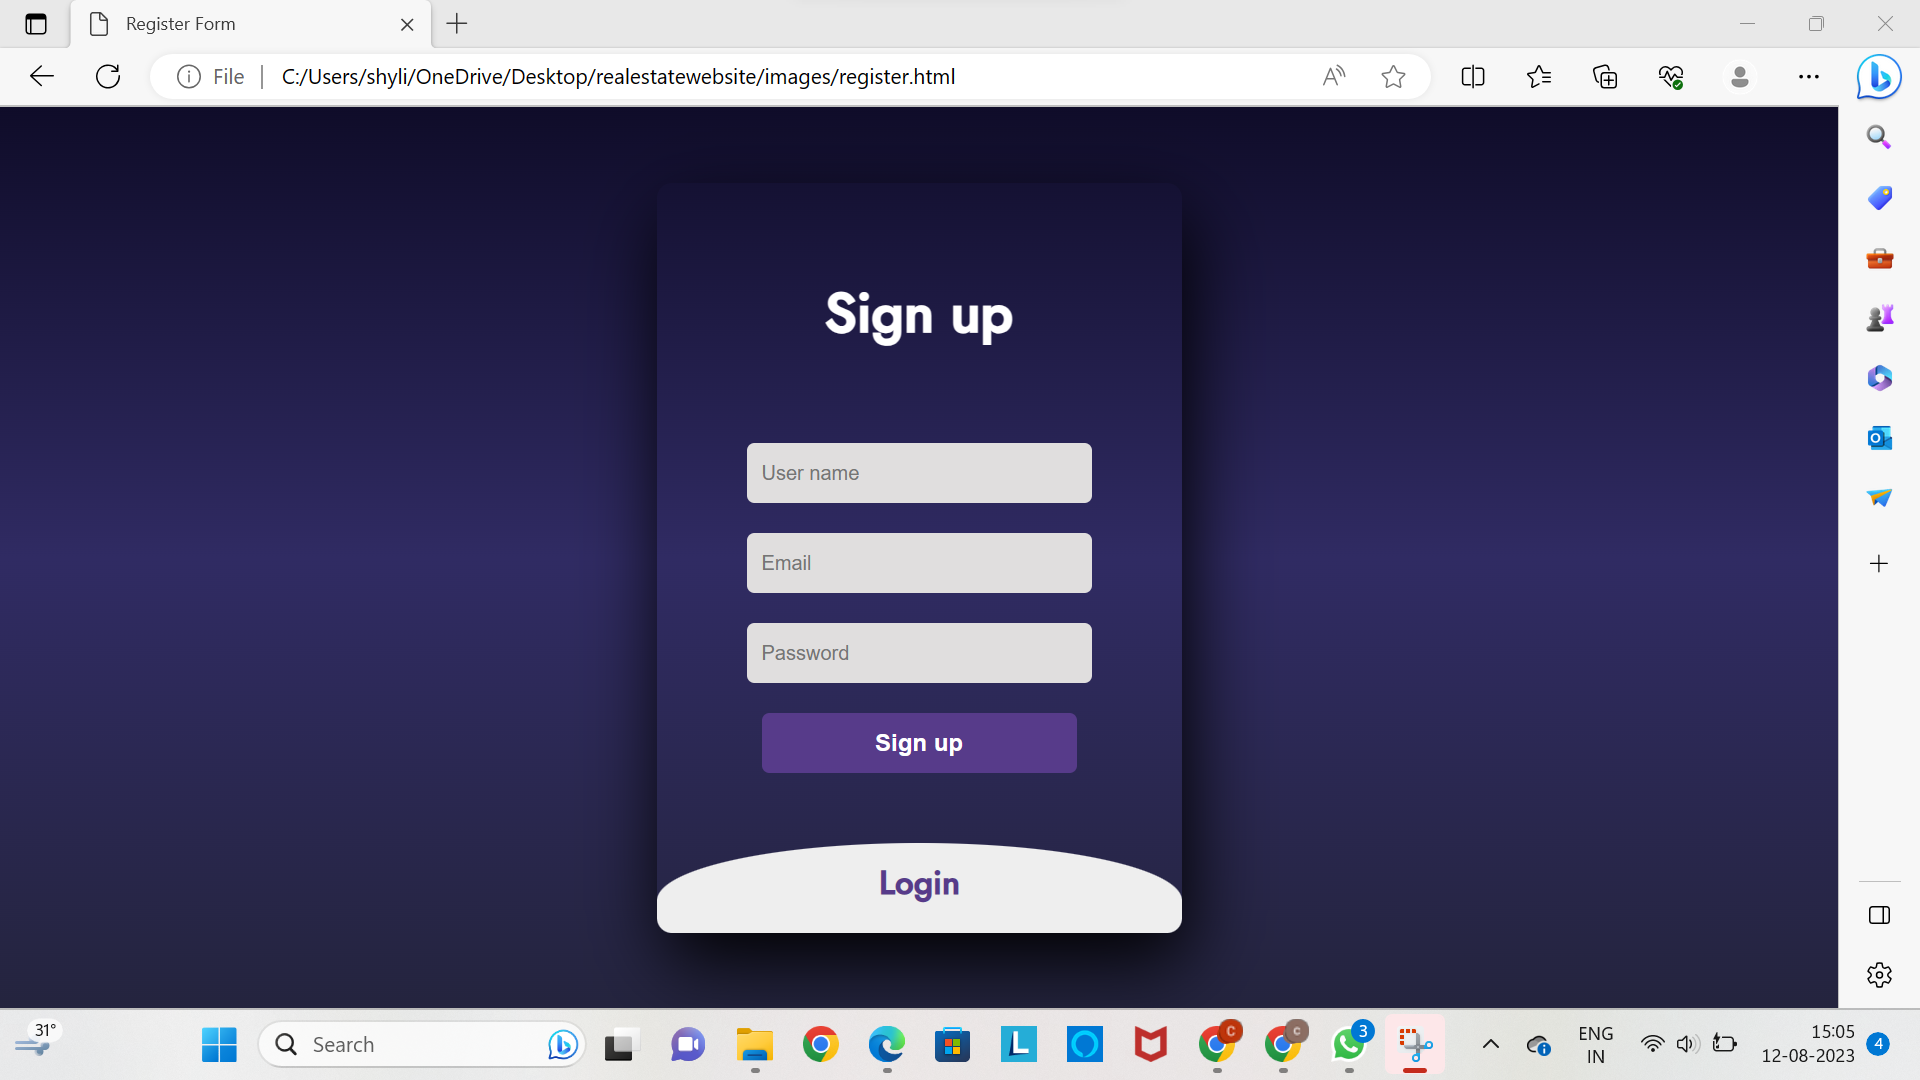 Register Form
File
C:/Users/shyli/OneDrive/Desktop/realestatewebsite/images/register.html
Sign up
User name
Email
Password
Sign up
Login
31°
Search
C
C
3
ENG
IN
15:05
12-08-2023
4